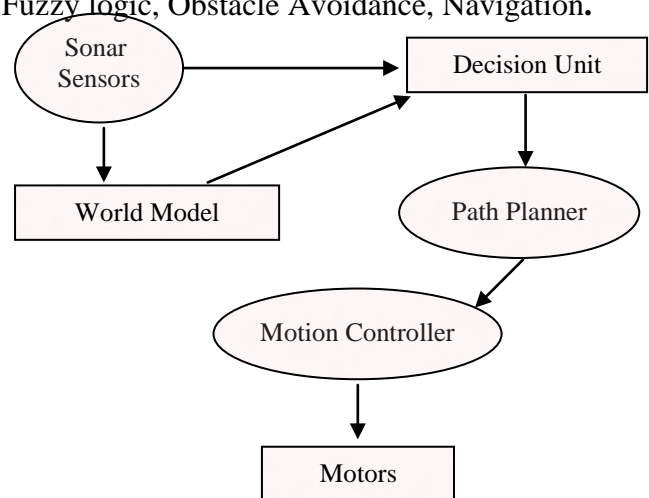 Fuzzy logic, Obstacle Avoidance, Navigation.
Sonar
Sensors
Decision Unit
World Model
Path Planner
Motion Controller
Motors